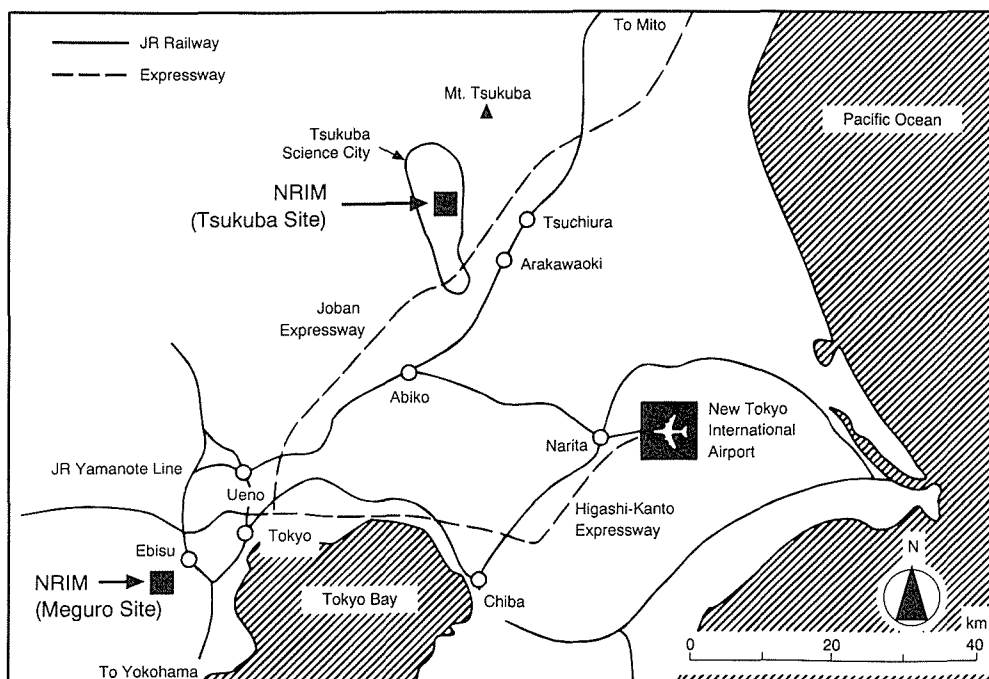 JR Railway
Expressway
To Mito
Mt. Tsukuba
Pacific Ocean
Tsukuba
Science City
NRIM
(Tsukuba Site)
Tsuchiura
Arakawaoki
Joban
Expressway
Abiko
New Tokyo
International
Airport
Narita
JR Yamanote Line
Ueno
Higashi-Kanto
Expressway
Tokyo
Ebisu
N
NRIM
(Meguro Site)
Tokyo Bay
Chiba
km
0 20 40
To Yokohama